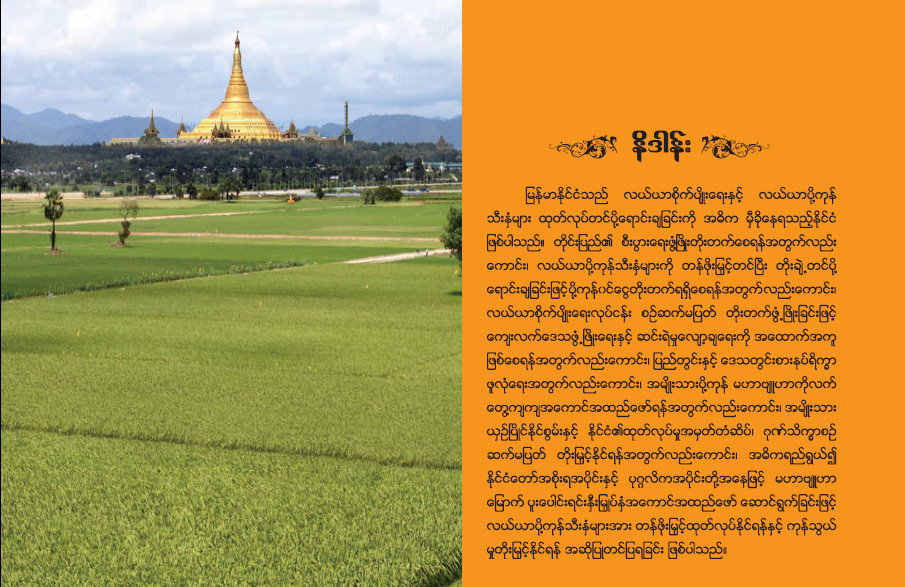 နိဒါန်း
မြန်မာနိုင်ငံသည် လယ်ယာစိုက်ပျိုးရေးနှင့် လယ်ယာပို့ကုန်
သီးနှံများ ထုတ်လုပ်တင်ပို့ရောင်းချခြင်းကို အဓိက မှီခိုနေရသည့်နိုင်ငံ
ဖြစ်ပါသည်။ တိုင်းပြည်၏ စီးပွားရေးဖွံ့ဖြိုးတိုးတက်စေရန်အတွက်လည်း
ကောင်း၊ လယ်ယာပို့ကုန်သီးနှံများကို တန်ဖိုးမြှင့်တင်ပြီး တိုးချဲ့တင်ပို့
ရောင်းချခြင်းဖြင့်ပို့ကုန်ဝင်ငွေတိုးတက်ရရှိစေရန်အတွက်လည်းကောင်း၊
လယ်ယာစိုက်ပျိုးရေးလုပ်ငန်း စဉ်ဆက်မပြတ် တိုးတက်ဖွံ့ဖြိုးခြင်းဖြင့်
ကျေးလက်ဒေသဖွံ့ဖြိုးရေးနှင့် ဆင်းရဲမှုလျော့ချရေးကို အထောက်အကူ
ဖြစ်စေရန်အတွက်လည်းကောင်း၊ ပြည်တွင်းနှင့် ဒေသတွင်းစားနပ်ရိက္ခာ
ဖူလုံရေးအတွက်လည်းကောင်း၊ အမျိုးသားပို့ကုန် မဟာဗျူဟာကိုလက်
တွေ့ကျကျအကောင်အထည်ဖော်ရန်အတွက်လည်းကောင်း၊ အမျိုးသား
ယှဉ်ပြိုင်နိုင်စွမ်းနှင့် နိုင်ငံ၏ထုတ်လုပ်မှုအမှတ်တံဆိပ်၊ ဂုဏ်သိက္ခာစဉ်
ဆက်မပြတ် တိုးမြှင့်နိုင်ရန်အတွက်လည်းကောင်း၊ အဓိကရည်ရွယ်၍
နိုင်ငံတော်အစိုးရအပိုင်းနှင့် ပုဂ္ဂလိကအပိုင်းတို့အနေဖြင့် မဟာဗျူဟာ
မြောက် ပူးပေါင်းရင်းနှီးမြှုပ်နှံအကောင်အထည်ဖော် ဆောင်ရွက်ခြင်းဖြင့်
လယ်ယာပို့ကုန်သီးနှံများအား တန်ဖိုးမြှင့်ထုတ်လုပ်နိုင်ရန်နှင့် ကုန်သွယ်
မှုတိုးမြှင့်နိုင်ရန် အဆိုပြုတင်ပြရခြင်း ဖြစ်ပါသည်။